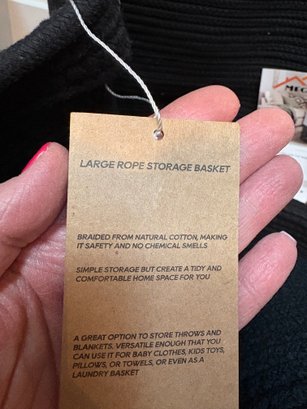 LARGE ROPE STORAGE BASKET
BRAIDED FROM NATURAL COTTON, MAKING
IT SAFETY AND NO CHEMICAL SMELLS
SIMPLE STORAGE BUT CREATE A TIDY AND
COMFORTABLE HOME SPACE FOR YOU
A GREAT OPTION TO STORE THROWS AND
BLANKETS. VERSATILE ENOUGH THAT YOU
CAN USE IT FOR BABY CLOTHES, KIDS TOYS,
PILLOWS, OR TOWELS, OR EVEN AS A
LAUNDRY BASKET